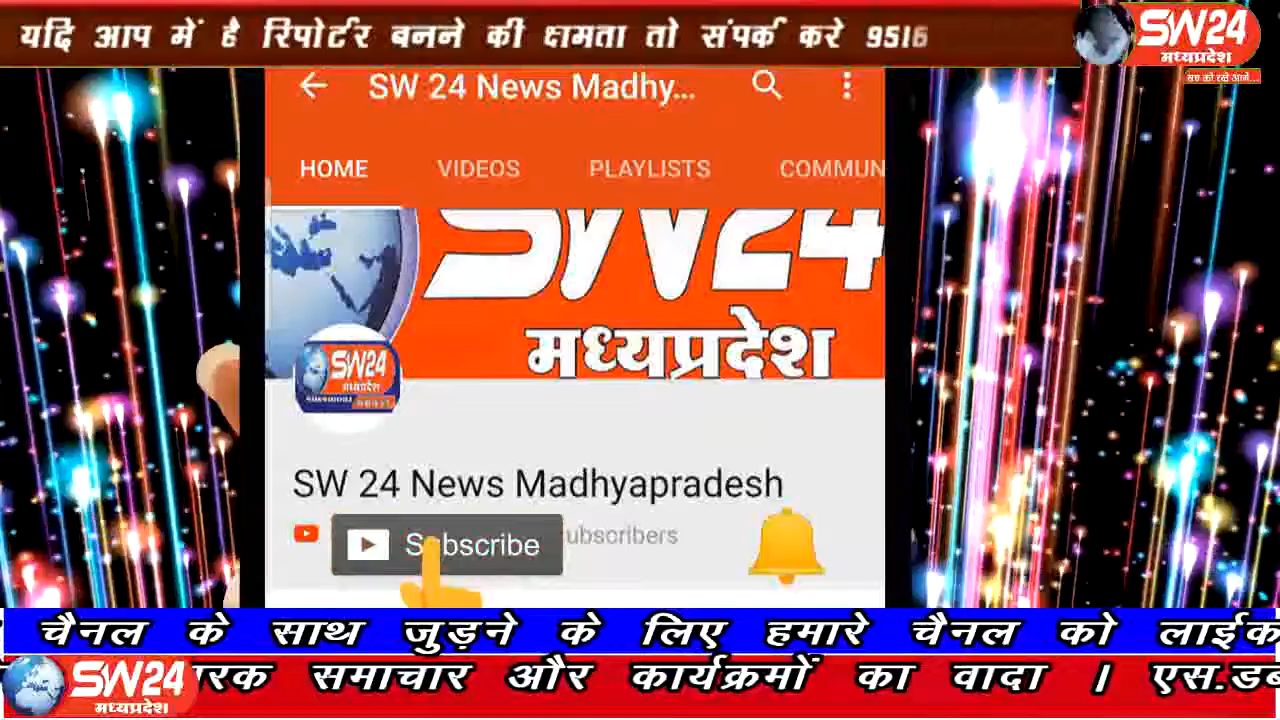 यदि आप में है रिपोर्टर बनने की क्षमता तो संपर्क करे 9516
SW24
मध्यप्रदेश
SW 24 News Madhy...
HOME VIDEOS PLAYLISTS COMMUN
SW24
मध्यप्रदेश
SW24
मध्यप्रदेश
SW 24 News Madhyapradesh
Subscribe ubscribers
चैनल के साथ जुड़ने के लिए हमारे चैनल को लाईक
SW24
मध्यप्रदेश
रक समाचार और कार्यक्रमों का वादा । एस.डब